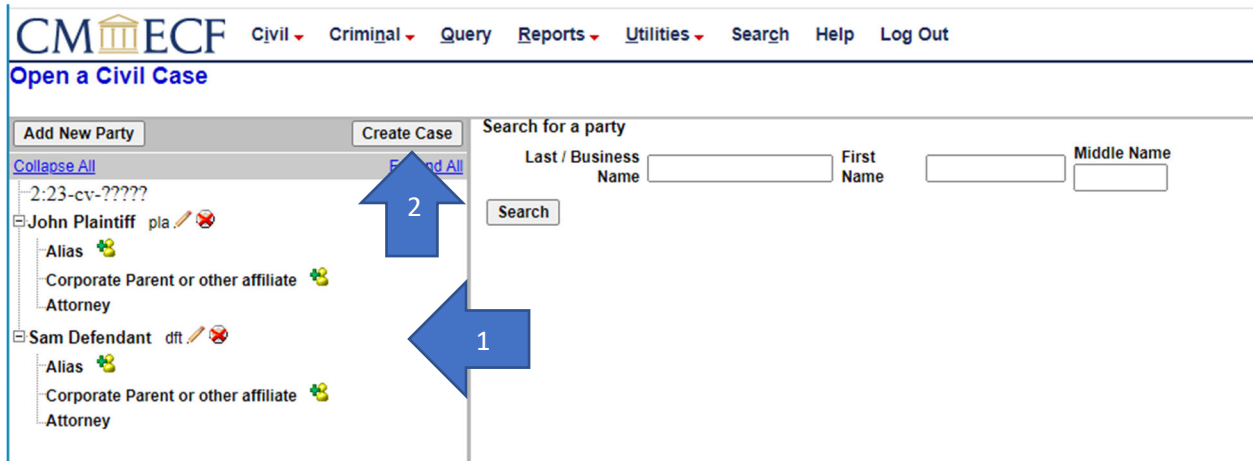 CM ECF Civil Criminal Query Reports Utilities Search Help Log Out
Open a Civil Case
Add New Party Create Case
Collapse All All
2:23-cv-?????
John Plaintiff pla
Alias
Corporate Parent or other affiliate
Attorney
Sam Defendant dft
Alias
Corporate Parent or other affiliate
Attorney
2
1
Search for a party
Last / Business Name First Name Middle Name
Search